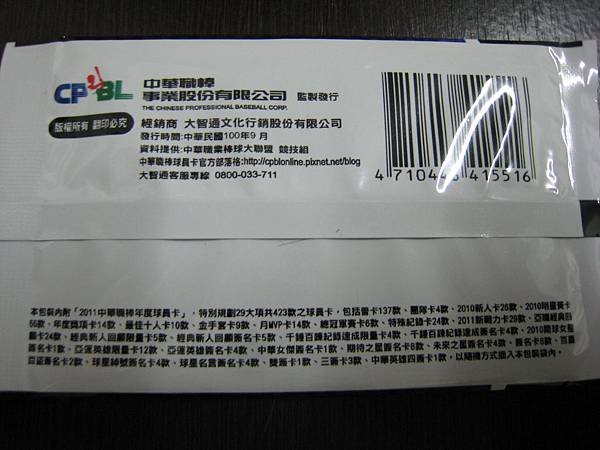 CPBL 21
中華職棒
事業股份有限公司 監製發行
THE CHINESE PROFESSIONAL BASEBALL CORP.
版權所有 翻印必究
經銷商 大智通文化行銷股份有限公司
發行時間:中華民國100年9月
資料提供:中華職業棒球大聯盟 競技組
中華職棒球員卡官方部落格:http://cpblonline.pixnet.net/blog
大智通客服專線 0800-033-711
4 710443 415516
本包裝內附「2011中華職棒年度球員卡」,特別規劃29大項共423款之球員卡,包括普卡137款、團隊卡4款、2010新人卡26款、2010明星賽卡
56款、年度獎項卡14款、最佳十人卡10款、金手套卡9款、月MVP卡14款、總冠軍賽卡6款、特殊紀錄卡24款、2011新戰力卡29款、亞職經典回
顧卡24款、經典新人回顧限量卡5款、經典新人回顧簽名卡5款、千錘百鍊紀錄達成限量卡4款、千錘百鍊紀錄達成簽名卡4款、2010開球女星
簽名卡1款、亞運英雄限量卡12款、亞運英雄簽名卡4款、中華女傑簽名卡1款、期待之星簽名卡8款、未來之星簽名卡4款、簽名卡8款、百轟
百盜簽名卡2款、球星綽號簽名卡4款、球星名言簽名卡4款、雙簽卡1款、三簽卡3款、中華英雄四簽卡1款,以隨機方式插入本包裝袋內。